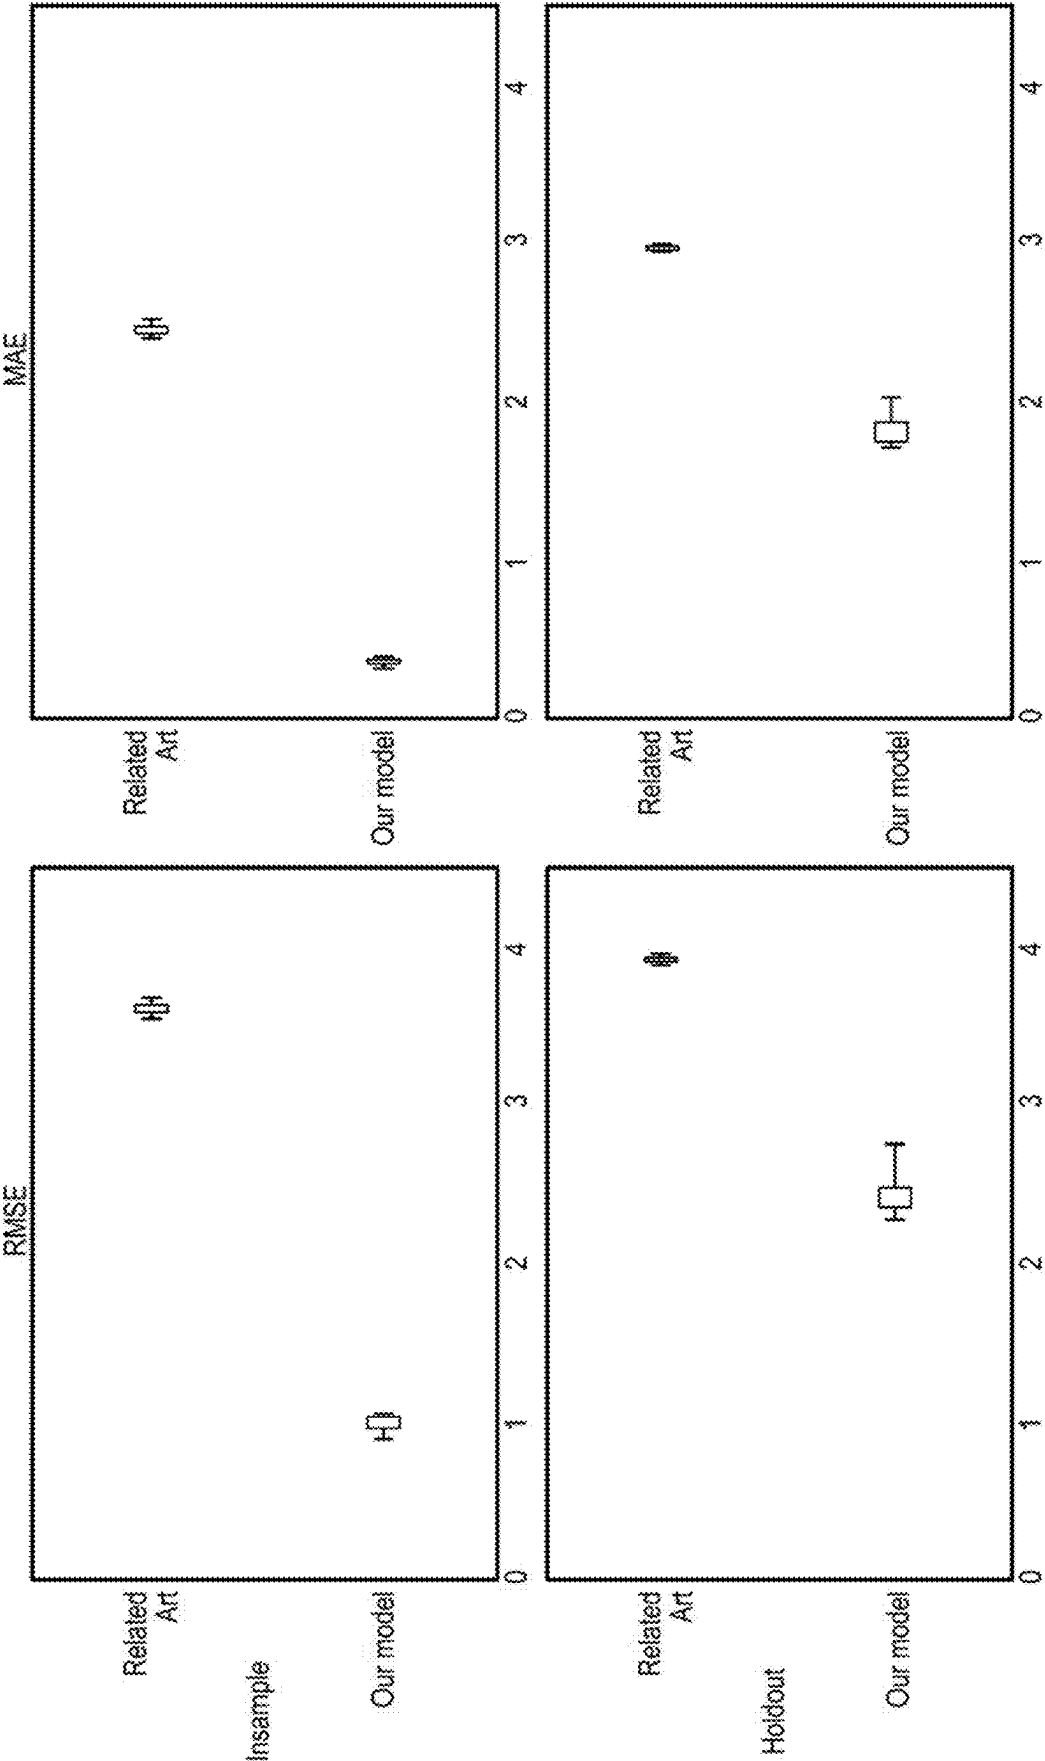 RMSE
MAE
Insample
Related
Art
Our model
0 1 2 3 4
Related
Art
Our model
0 1 2 3 4
Holdout
Related
Art
Our model
0 1 2 3 4
Related
Art
Our model
0 1 2 3 4